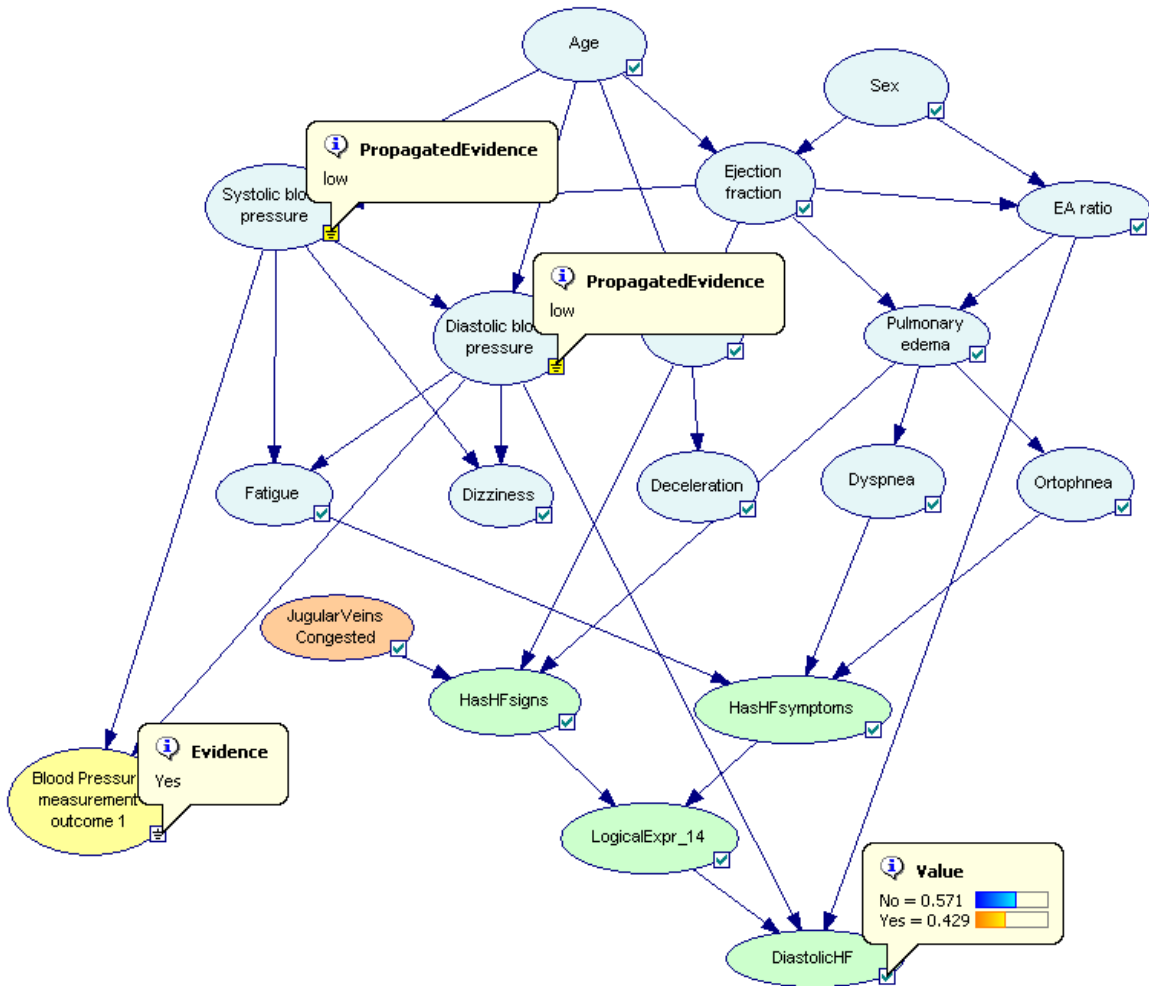 Age
Sex
PropagatedEvidence
low
Ejection
fraction
Systolic bloo
pressure
EA ratio
PropagatedEvidence
low
Diastolic bloo
pressure
Pulmonary
edema
Fatigue
Dizziness
Deceleration
Dyspnea
Ortophnea
JugularVeins
Congested
HasHFsigns
HasHFsymptoms
Evidence
Yes
Blood Pressur
measurement
outcome 1
LogicalExpr_14
Value
No = 0.571
Yes = 0.429
DiastolicHF